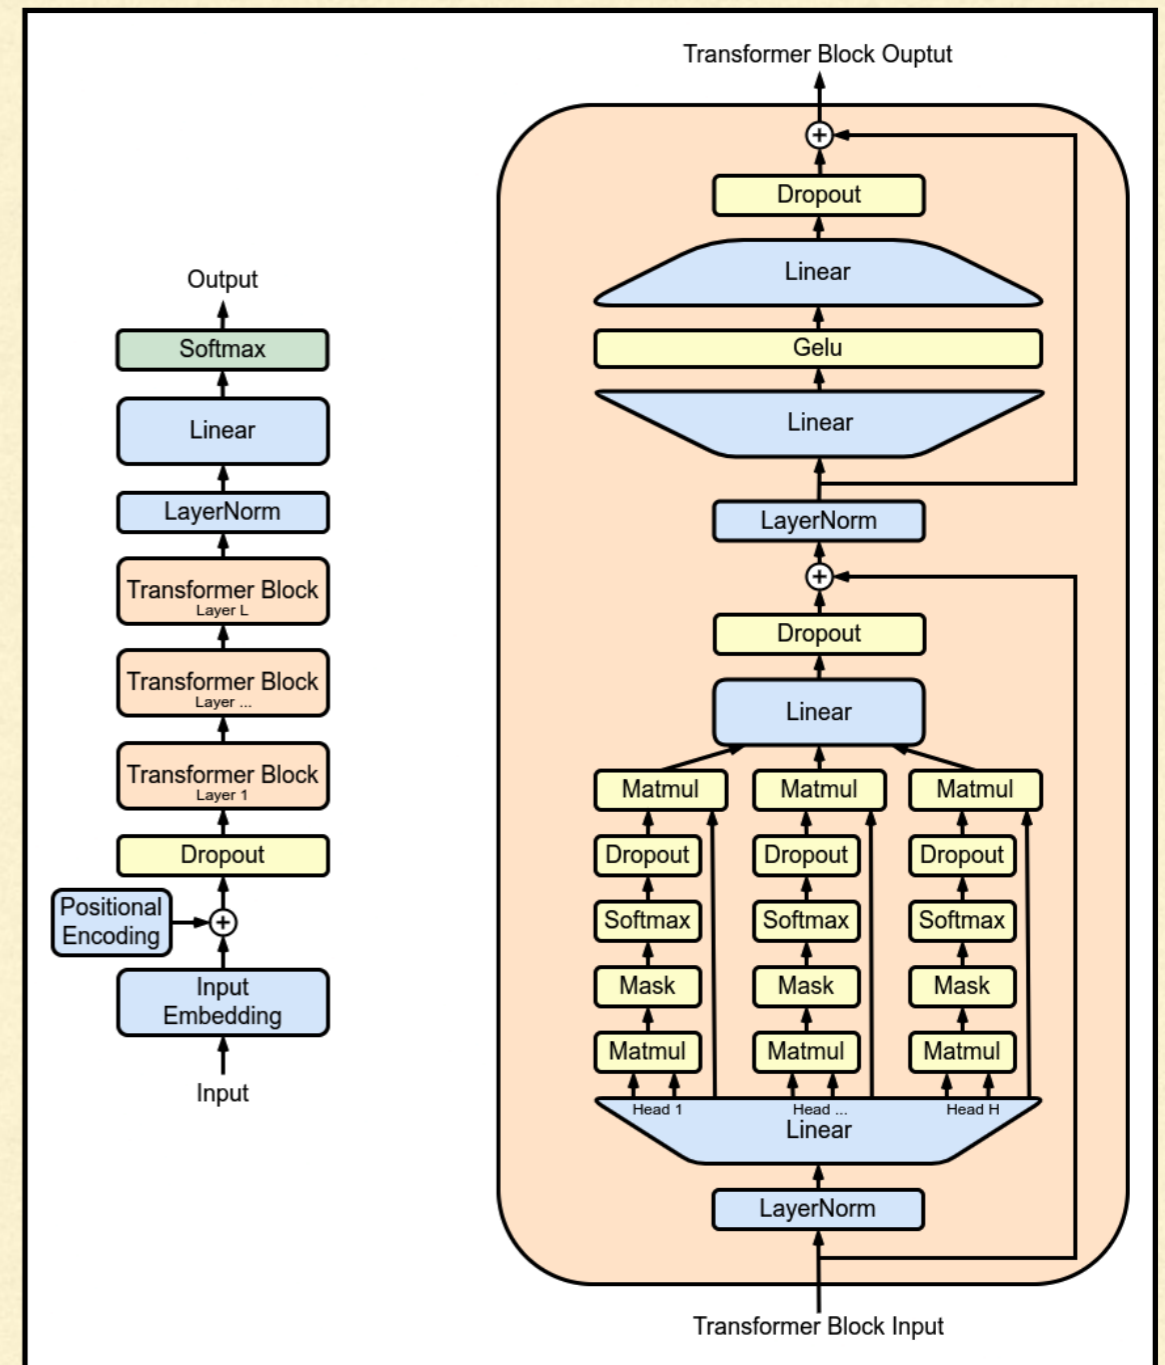 Output
Softmax
Linear
LayerNorm
Transformer Block
Layer L
Transformer Block
Layer ...
Transformer Block
Layer 1
Dropout
Positional
Encoding
+
Input
Embedding
Input
Transformer Block Ouptut
+
Dropout
Linear
Gelu
Linear
LayerNorm
+
Dropout
Linear
Matmul Matmul Matmul
Dropout Dropout Dropout
Softmax Softmax Softmax
Mask Mask Mask
Matmul Matmul Matmul
Head 1 Head ... Head H
Linear
LayerNorm
Transformer Block Input